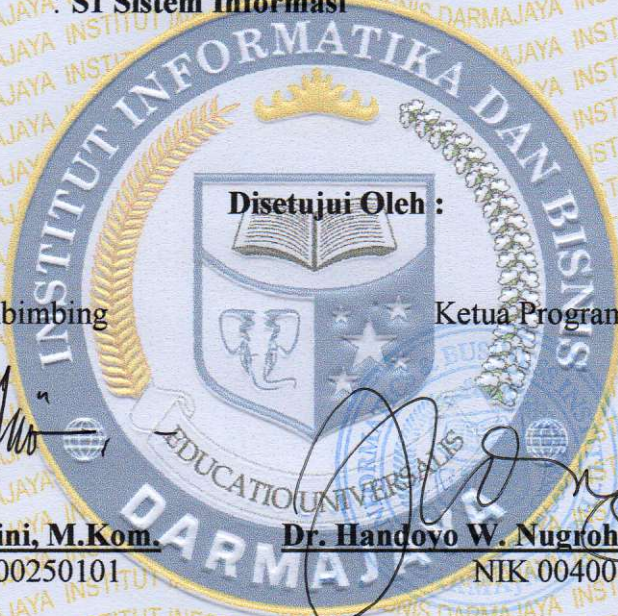 : S1 Sistem Informasi
INSTITUT INFORMATIKA DAN BISNIS
Disetujui Oleh :
Ketua Program
EDUCATIO UNIVERSALIS
ini, M.Kom. Dr. Handoyo W. Nugroh
00250101 NIK 00400
DARMAJAYA